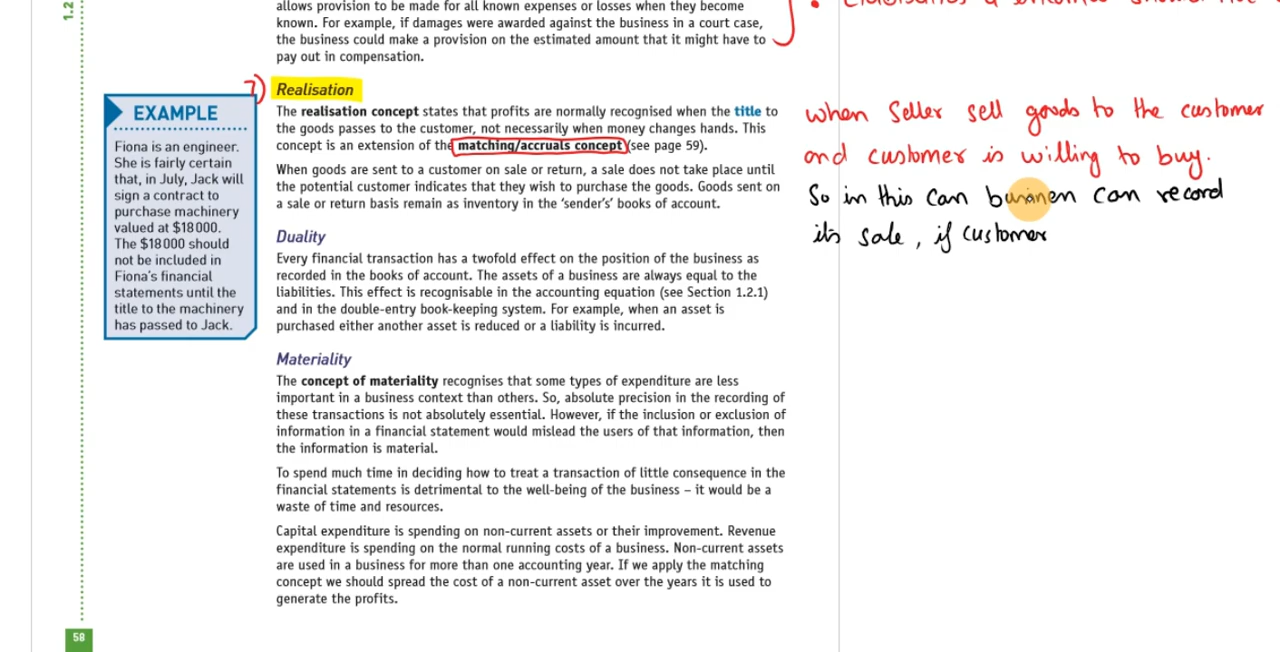 1.2
allows provision to be made for all known expenses or losses when they become
known. For example, if damages were awarded against the business in a court case,
the business could make a provision on the estimated amount that it might have to
pay out in compensation.
7)
Realisation
The realisation concept states that profits are normally recognised when the title to
the goods passes to the customer, not necessarily when money changes hands. This
concept is an extension of the matching/accruals concept (see page 59).
When goods are sent to a customer on sale or return, a sale does not take place until
the potential customer indicates that they wish to purchase the goods. Goods sent on
a sale or return basis remain as inventory in the ‘sender’s’ books of account.
Duality
Every financial transaction has a twofold effect on the position of the business as
recorded in the books of account. The assets of a business are always equal to the
liabilities. This effect is recognisable in the accounting equation (see Section 1.2.1)
and in the double-entry book-keeping system. For example, when an asset is
purchased either another asset is reduced or a liability is incurred.
Materiality
The concept of materiality recognises that some types of expenditure are less
important in a business context than others. So, absolute precision in the recording of
these transactions is not absolutely essential. However, if the inclusion or exclusion of
information in a financial statement would mislead the users of that information, then
the information is material.
To spend much time in deciding how to treat a transaction of little consequence in the
financial statements is detrimental to the well-being of the business – it would be a
waste of time and resources.
Capital expenditure is spending on non-current assets or their improvement. Revenue
expenditure is spending on the normal running costs of a business. Non-current assets
are used in a business for more than one accounting year. If we apply the matching
concept we should spread the cost of a non-current asset over the years it is used to
generate the profits.
EXAMPLE
Fiona is an engineer.
She is fairly certain
that, in July, Jack will
sign a contract to
purchase machinery
valued at $18 000.
The $18 000 should
not be included in
Fiona’s financial
statements until the
title to the machinery
has passed to Jack.
when Seller sell goods to the customer
and customer is willing to buy.
So in this can business can record
its sale, if customer
58